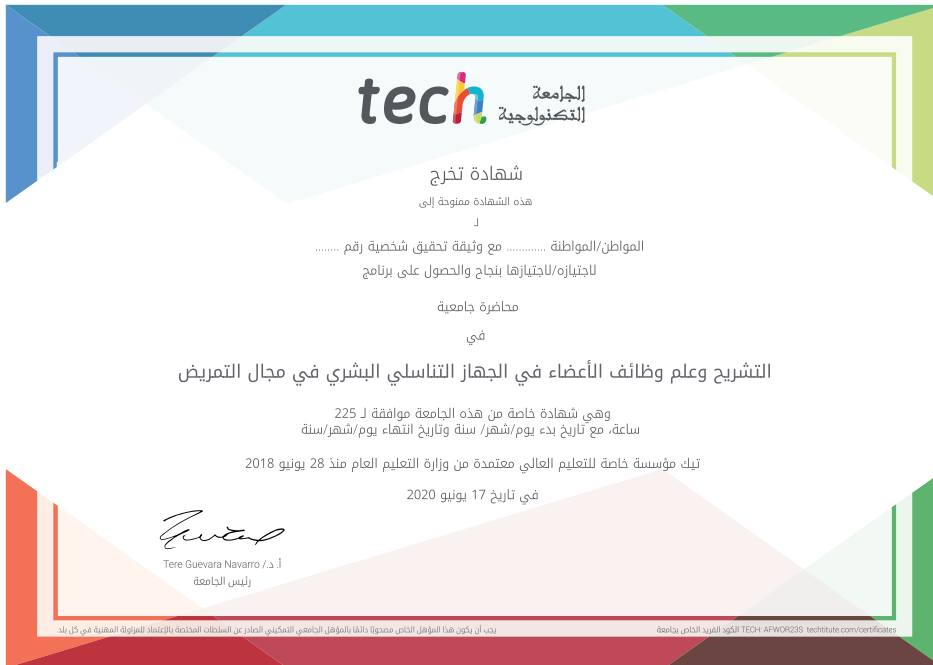 tech الجامعة
التكنولوجية
شهادة تخرج
هذه الشهادة ممنوحة إلى
لـ
المواطن/المواطنة ............. مع وثيقة تحقيق شخصية رقم ........
لاجتيازه/لاجتيازها بنجاح والحصول على برنامج
محاضرة جامعية
في
التشريح وعلم وظائف الأعضاء في الجهاز التناسلي البشري في مجال التمريض
وهي شهادة خاصة من هذه الجامعة موافقة لـ 225
ساعة، مع تاريخ بدء يوم/شهر/ سنة وتاريخ انتهاء يوم/شهر/سنة
تيك مؤسسة خاصة للتعليم العالي معتمدة من وزارة التعليم العام منذ 28 يونيو 2018
في تاريخ 17 يونيو 2020
أ. د./ Tere Guevara Navarro
رئيس الجامعة
يجب أن يكون هذا المؤهل الخاص مصحوبًا دائمًا بالمؤهل الجامعي التمكيني الصادر عن السلطات المختصة بالإعتماد للمزاولة المهنية في كل بلد.
الكود الفريد الخاص بجامعة TECH: AFWOR23S techtitute.com/certificates